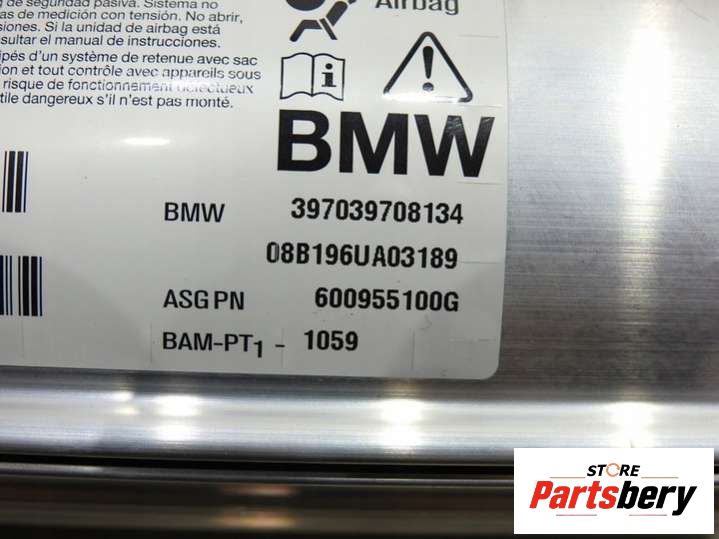 de seguridad pasiva. Sistema no
as de medición con tensión. No abrir,
siones. Si la unidad de airbag está
sultar el manual de instrucciones.
ipés d'un système de retenue avec sac
ion et tout contrôle avec appareils sous
risque de fonctionnement défectueux
tile dangereux s'il n'est pas monté.
Airbag
i
BMW
BMW 397039708134
08B196UA03189
ASG PN 600955100G
BAM-PT1 - 1059
STORE
Partsbery